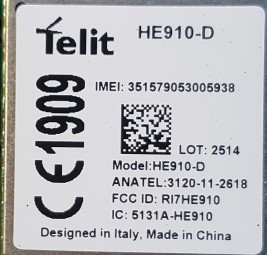 Telit HE910-D
IMEI: 351579053005938
CE1909
LOT: 2514
Model:HE910-D
ANATEL:3120-11-2618
FCC ID: RI7HE910
IC: 5131A-HE910
Designed in Italy, Made in China